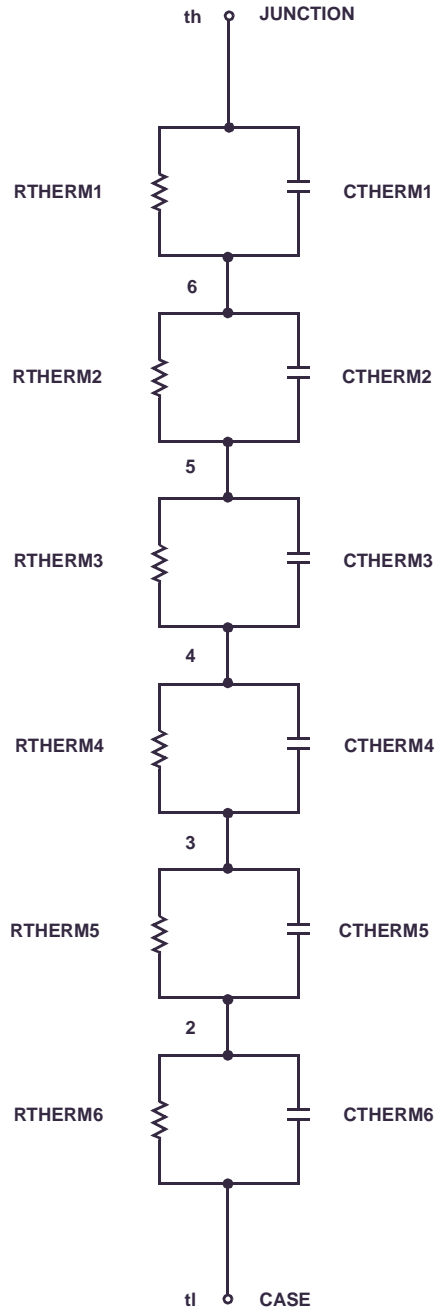 th JUNCTION
RTHERM1 CTHERM1
6
RTHERM2 CTHERM2
5
RTHERM3 CTHERM3
4
RTHERM4 CTHERM4
3
RTHERM5 CTHERM5
2
RTHERM6 CTHERM6
tl CASE